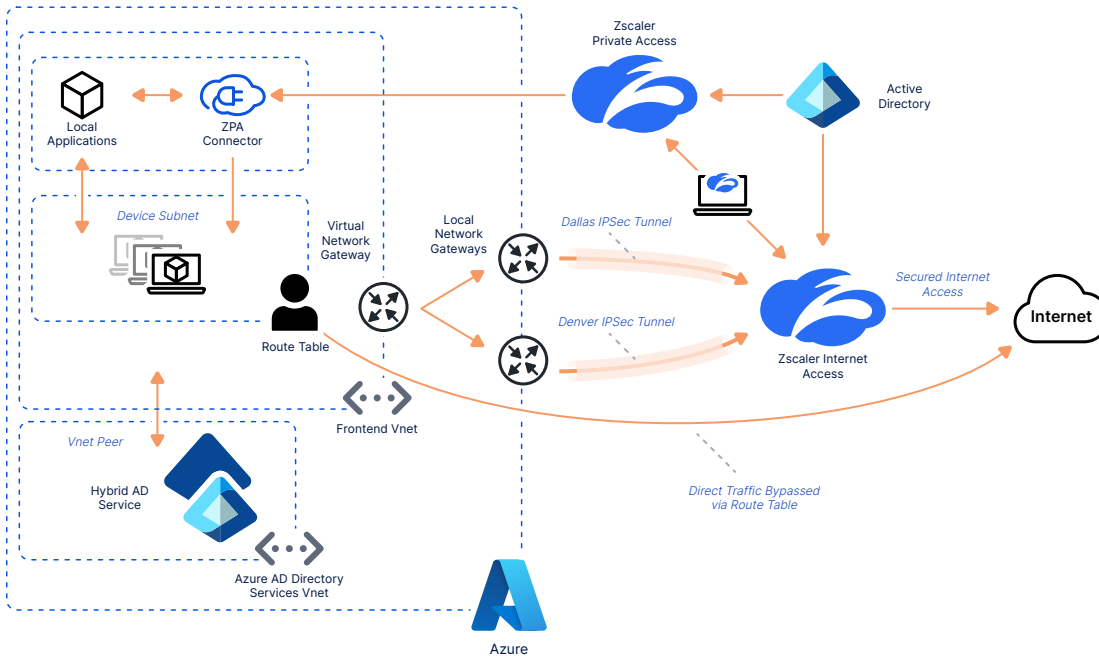 Zscaler
Private Access
Active
Directory
Local
Applications
ZPA
Connector
Device Subnet
Virtual
Network
Gateway
Local
Network
Gateways
Dallas IPSec Tunnel
Secured Internet
Access
Internet
Denver IPSec Tunnel
Route Table
Zscaler Internet
Access
Frontend Vnet
Vnet Peer
Hybrid AD
Service
Direct Traffic Bypassed
via Route Table
Azure AD Directory
Services Vnet
Azure